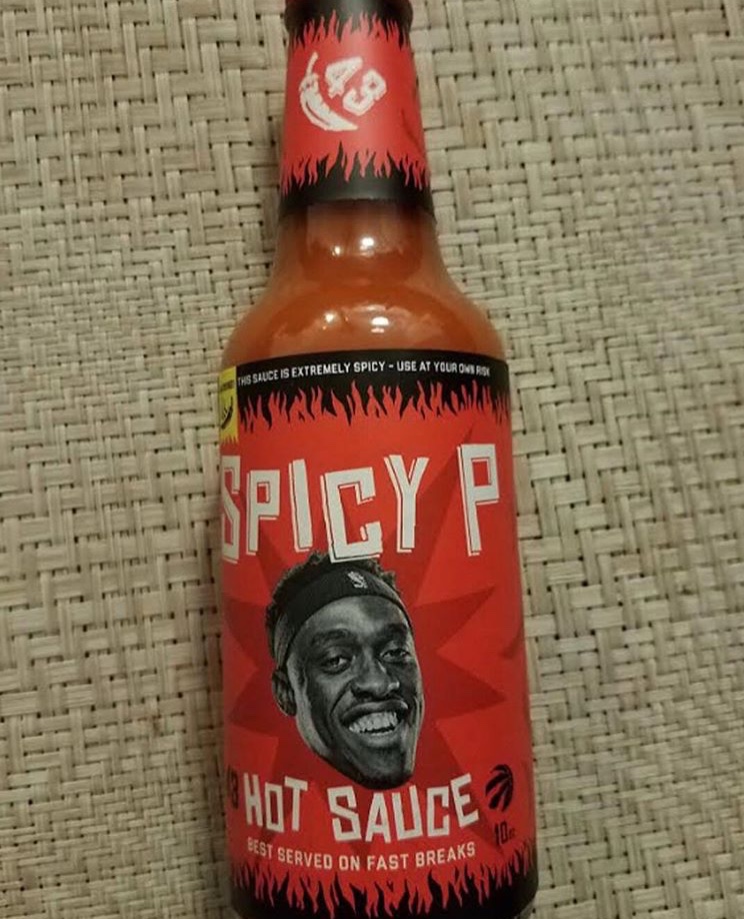 43
THIS SAUCE IS EXTREMELY SPICY - USE AT YOUR OWN RISK
SPICY P
HOT SAUCE
BEST SERVED ON FAST BREAKS